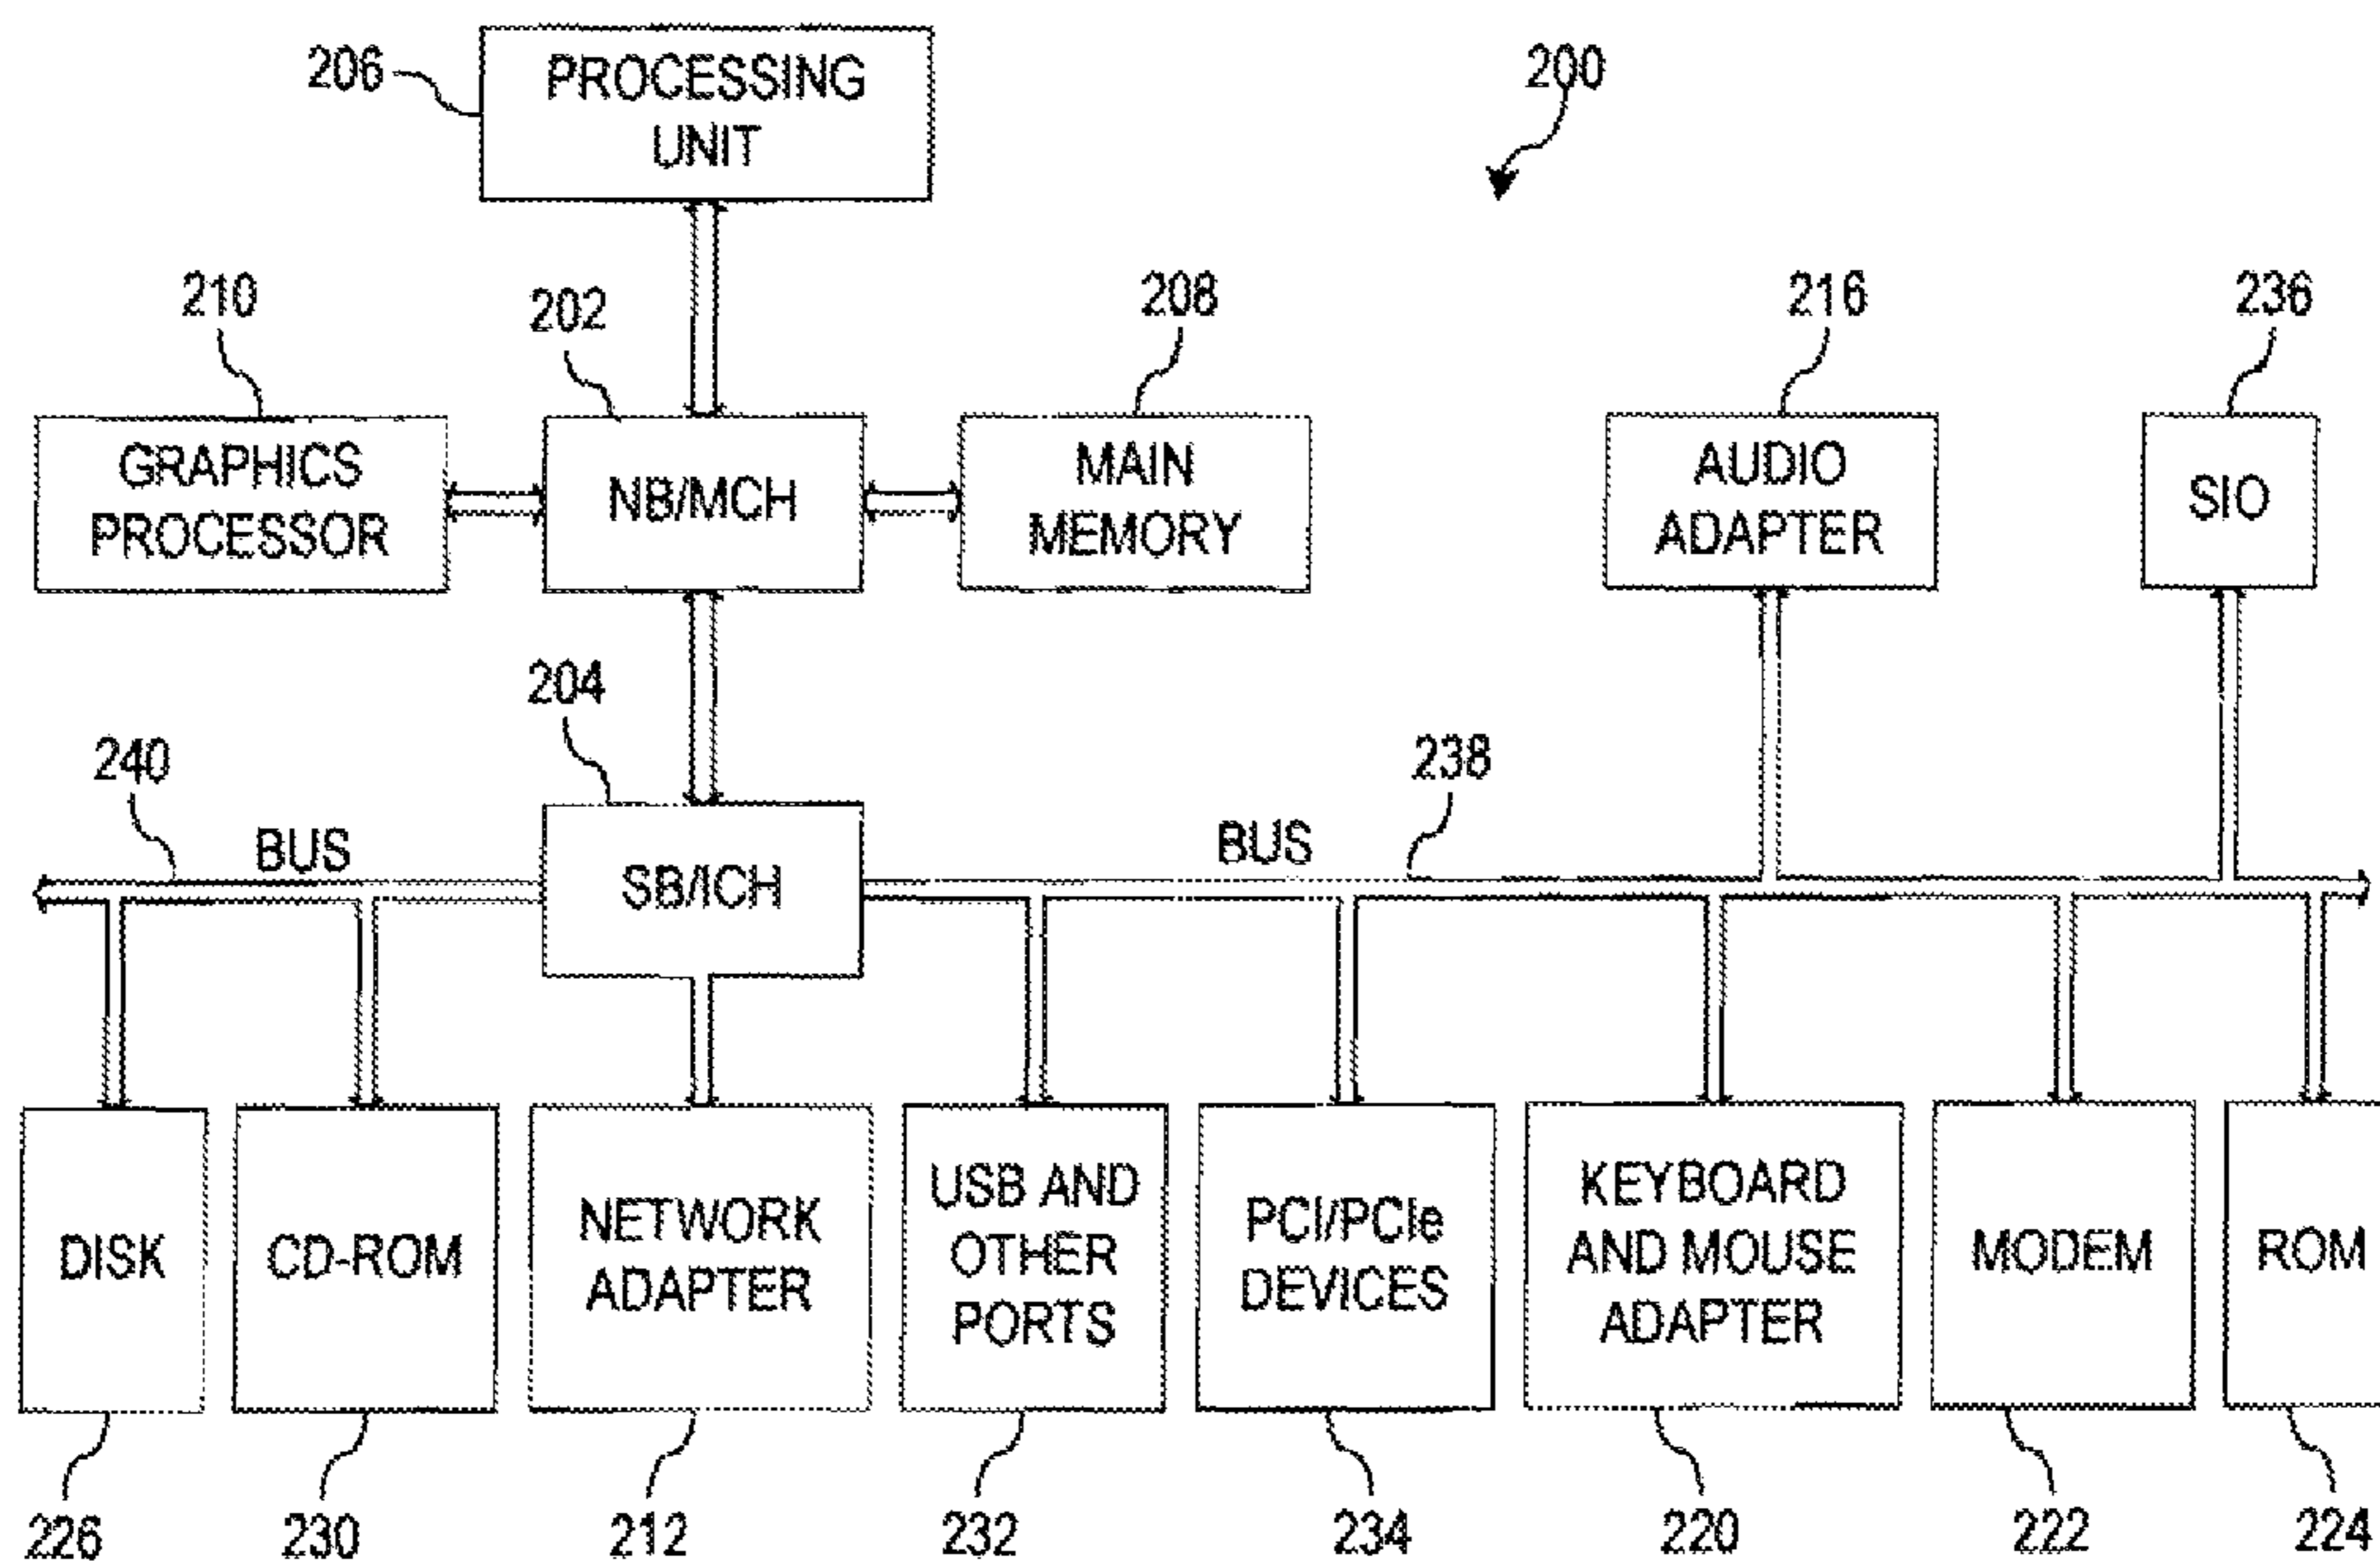 206
PROCESSING
UNIT
200
210
202
208
216
236
GRAPHICS
PROCESSOR
NB/MCH
MAIN
MEMORY
AUDIO
ADAPTER
SIO
204
240
238
BUS
BUS
SB/ICH
DISK
CD-ROM
NETWORK
ADAPTER
USB AND
OTHER
PORTS
PCI/PCIe
DEVICES
KEYBOARD
AND MOUSE
ADAPTER
MODEM
ROM
226
230
212
232
234
220
222
224